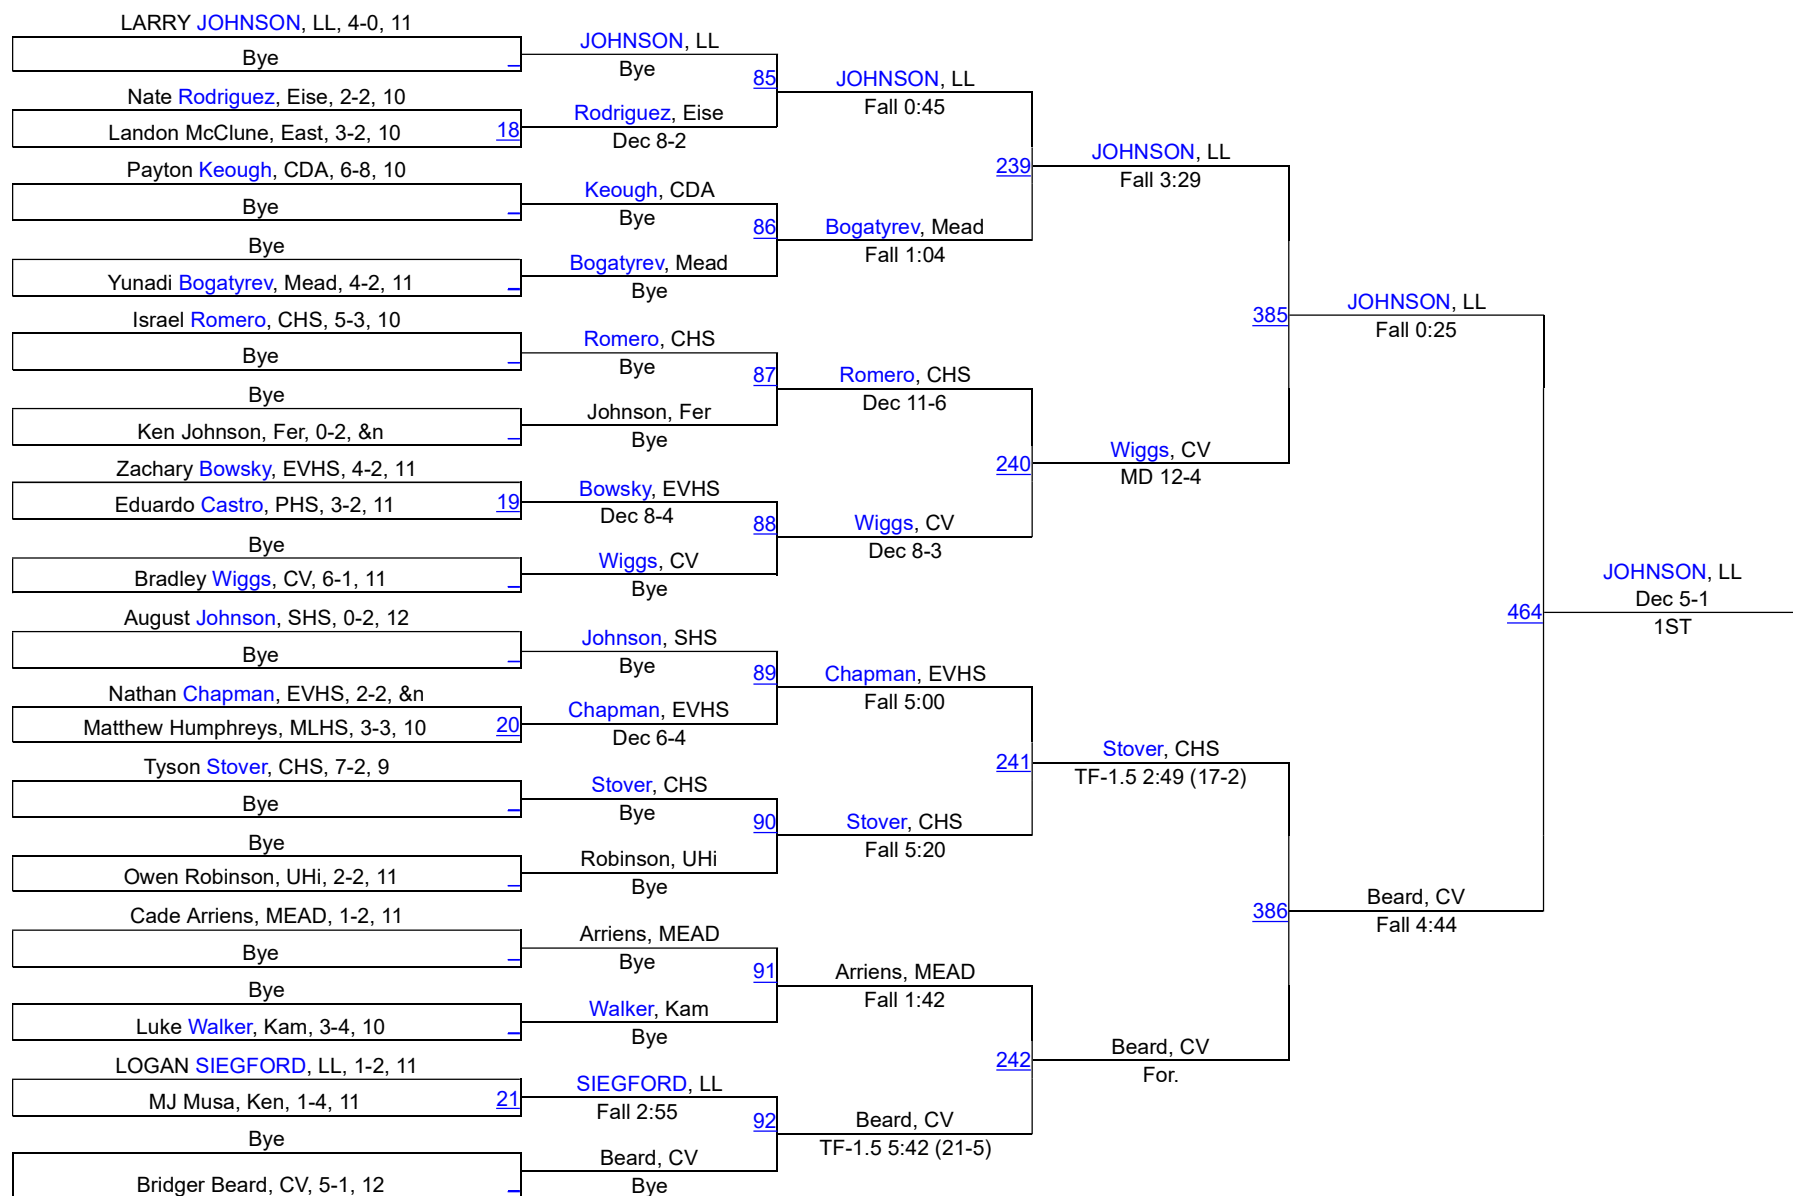 LARRY JOHNSON, LL, 4-0, 11
Bye
Nate Rodriguez, Eise, 2-2, 10
Landon McClune, East, 3-2, 10
18
Payton Keough, CDA, 6-8, 10
Bye
Bye
Yunadi Bogatyrev, Mead, 4-2, 11
Israel Romero, CHS, 5-3, 10
Bye
Bye
Ken Johnson, Fer, 0-2, &n
Zachary Bowsky, EVHS, 4-2, 11
Eduardo Castro, PHS, 3-2, 11
19
Bye
Bradley Wiggs, CV, 6-1, 11
August Johnson, SHS, 0-2, 12
Bye
Nathan Chapman, EVHS, 2-2, &n
Matthew Humphreys, MLHS, 3-3, 10
20
Tyson Stover, CHS, 7-2, 9
Bye
Bye
Owen Robinson, UHi, 2-2, 11
Cade Arriens, MEAD, 1-2, 11
Bye
Bye
Luke Walker, Kam, 3-4, 10
LOGAN SIEGFORD, LL, 1-2, 11
MJ Musa, Ken, 1-4, 11
21
Bye
Bridger Beard, CV, 5-1, 12
JOHNSON, LL
Bye
85
Rodriguez, Eise
Dec 8-2
Keough, CDA
Bye
86
Bogatyrev, Mead
Bye
Romero, CHS
Bye
87
Johnson, Fer
Bye
Bowsky, EVHS
Dec 8-4
88
Wiggs, CV
Bye
Johnson, SHS
Bye
89
Chapman, EVHS
Dec 6-4
Stover, CHS
Bye
90
Robinson, UHi
Bye
Arriens, MEAD
Bye
91
Walker, Kam
Bye
SIEGFORD, LL
Fall 2:55
92
Beard, CV
Bye
JOHNSON, LL
Fall 0:45
239
Bogatyrev, Mead
Fall 1:04
Romero, CHS
Dec 11-6
240
Wiggs, CV
Dec 8-3
Chapman, EVHS
Fall 5:00
241
Stover, CHS
Fall 5:20
Arriens, MEAD
Fall 1:42
242
Beard, CV
TF-1.5 5:42 (21-5)
JOHNSON, LL
Fall 3:29
385
Wiggs, CV
MD 12-4
Stover, CHS
TF-1.5 2:49 (17-2)
386
Beard, CV
For.
JOHNSON, LL
Fall 0:25
464
Beard, CV
Fall 4:44
JOHNSON, LL
Dec 5-1
1ST